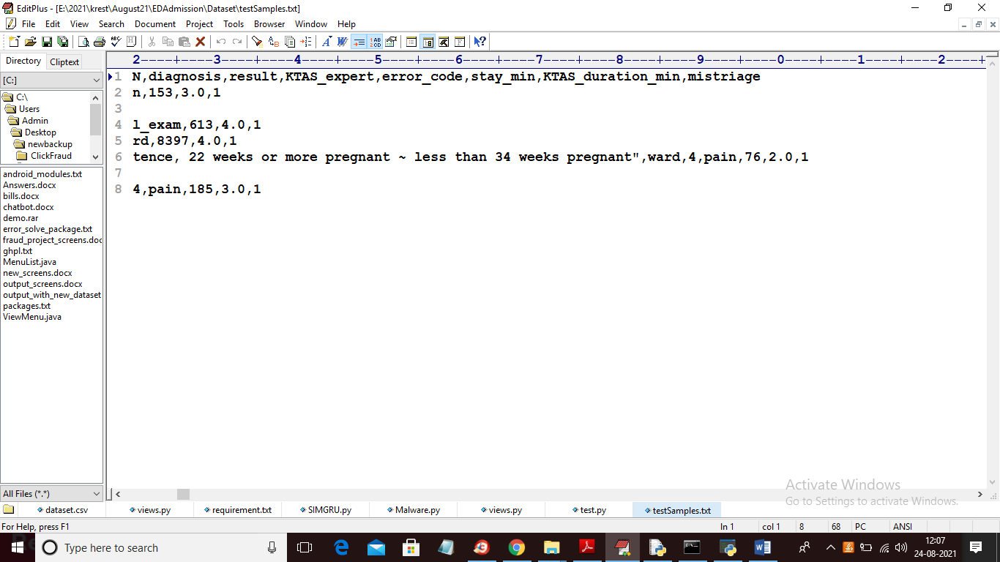 EditPlus - [E:\2021\krest\August21\EDAdmission\Dataset\testSamples.txt]
File Edit View Search Document Project Tools Browser Window Help
Directory Cliptext
2----+----3----+----4----+----5----+----6----+----7----+----8----+----9----+----0----+----1----+----2----+
[C:]
1 N,diagnosis,result,KTAS_expert,error_code,stay_min,KTAS_duration_min,mistriage
2 n,153,3.0,1
3
4 l_exam,613,4.0,1
5 rd,8397,4.0,1
6 tence, 22 weeks or more pregnant ~ less than 34 weeks pregnant",ward,4,pain,76,2.0,1
7
8 4,pain,185,3.0,1
C:\
Users
Admin
Desktop
newbackup
ClickFraud
android_modules.txt
Answers.docx
bills.docx
chatbot.docx
demo.rar
error_solve_package.txt
fraud_project_screens.doc
ghpl.txt
MenuList.java
new_screens.docx
output_screens.docx
output_with_new_dataset
packages.txt
ViewMenu.java
Activate Windows
Go to Settings to activate Windows.
All Files (*.*)
dataset.csv views.py requirement.txt SIMGRU.py Malware.py views.py test.py testSamples.txt
For Help, press F1 ln 1 col 1 8 68 PC ANSI
Type here to search
12:07
24-08-2021